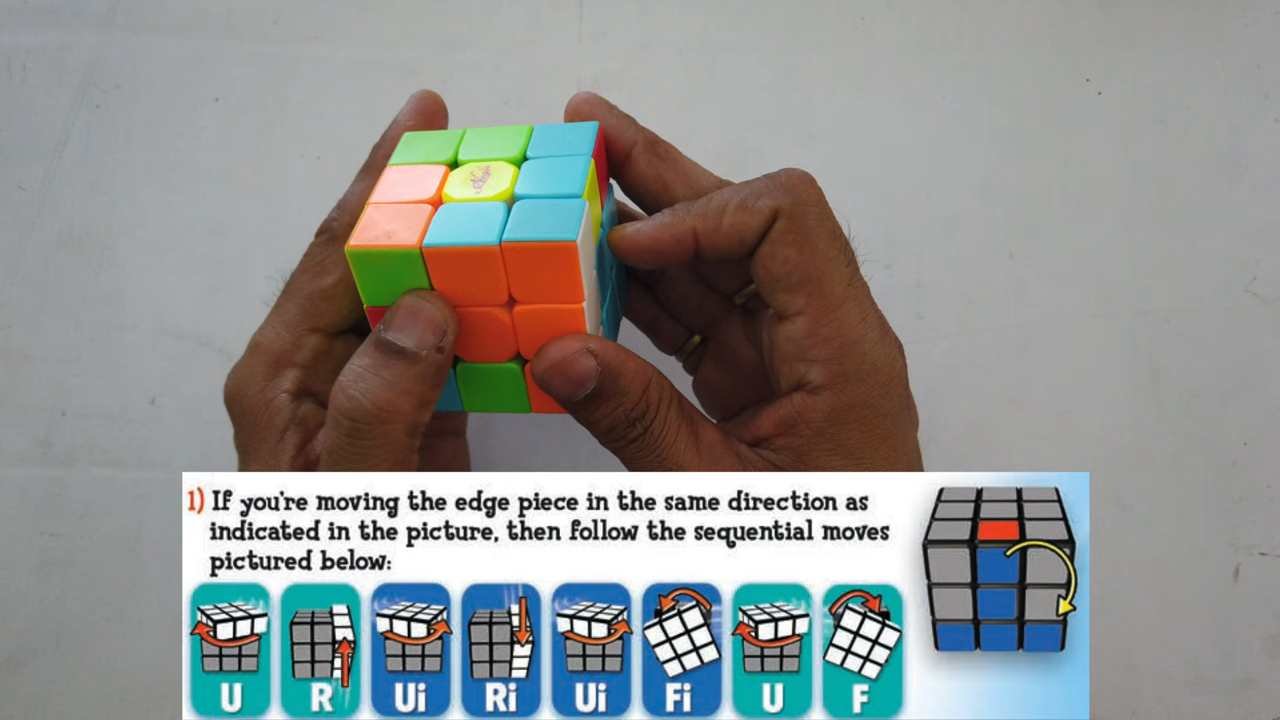 1) If you're moving the edge piece in the same direction as
indicated in the picture, then follow the sequential moves
pictured below:
U R Ui Ri Ui Fi U F